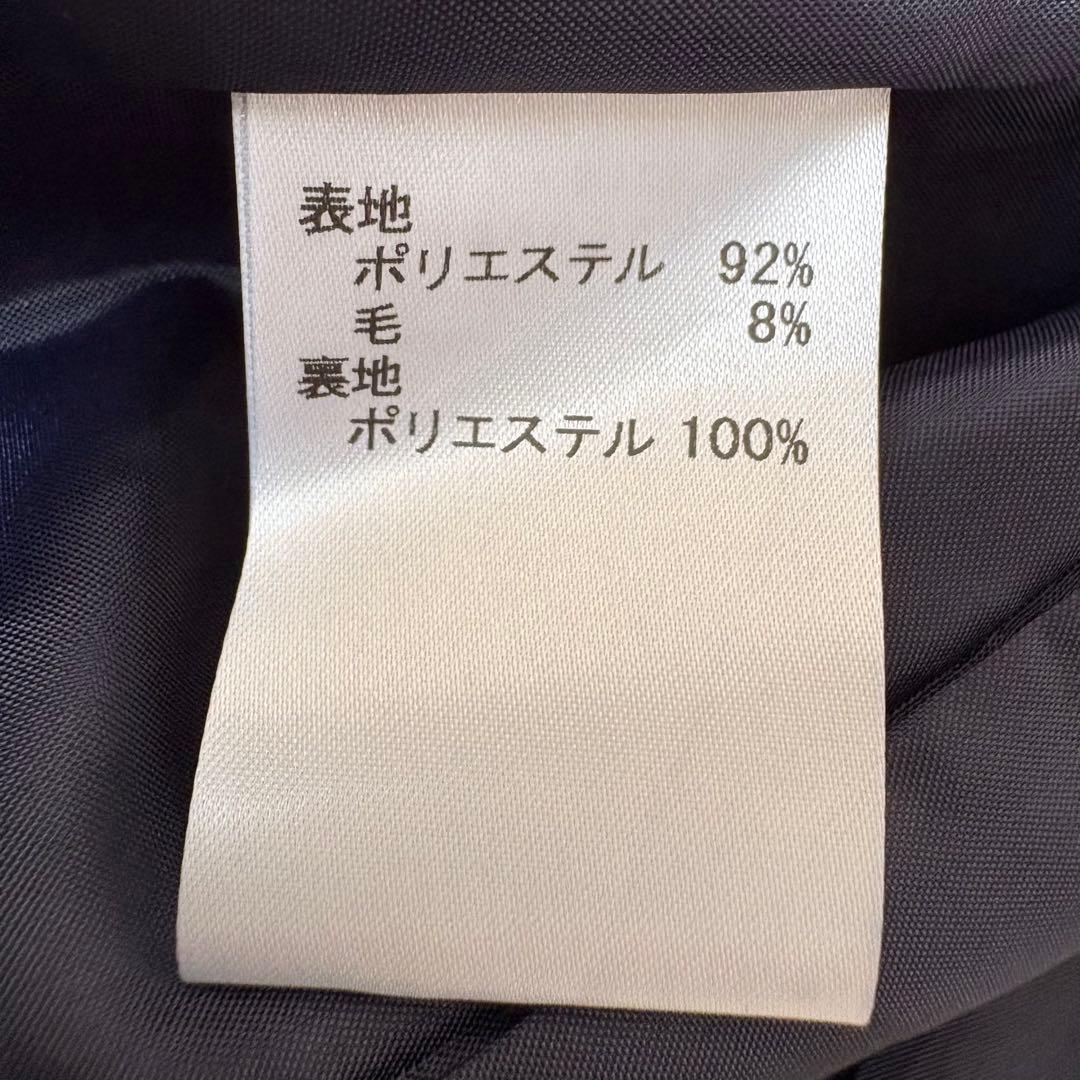 表地
ポリエステル 92%
毛 8%
裏地
ポリエステル 100%